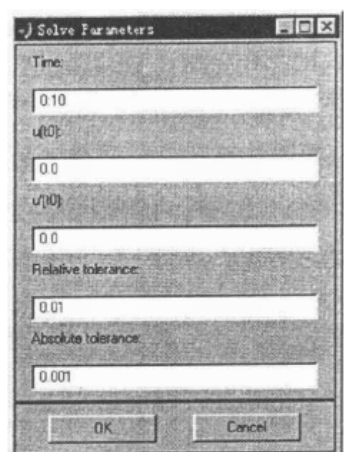 Solve Parameters
Time:
0:10
u(t0):
0.0
u'(t0):
0.0
Relative tolerance:
0.01
Absolute tolerance:
0.001
OK
Cancel